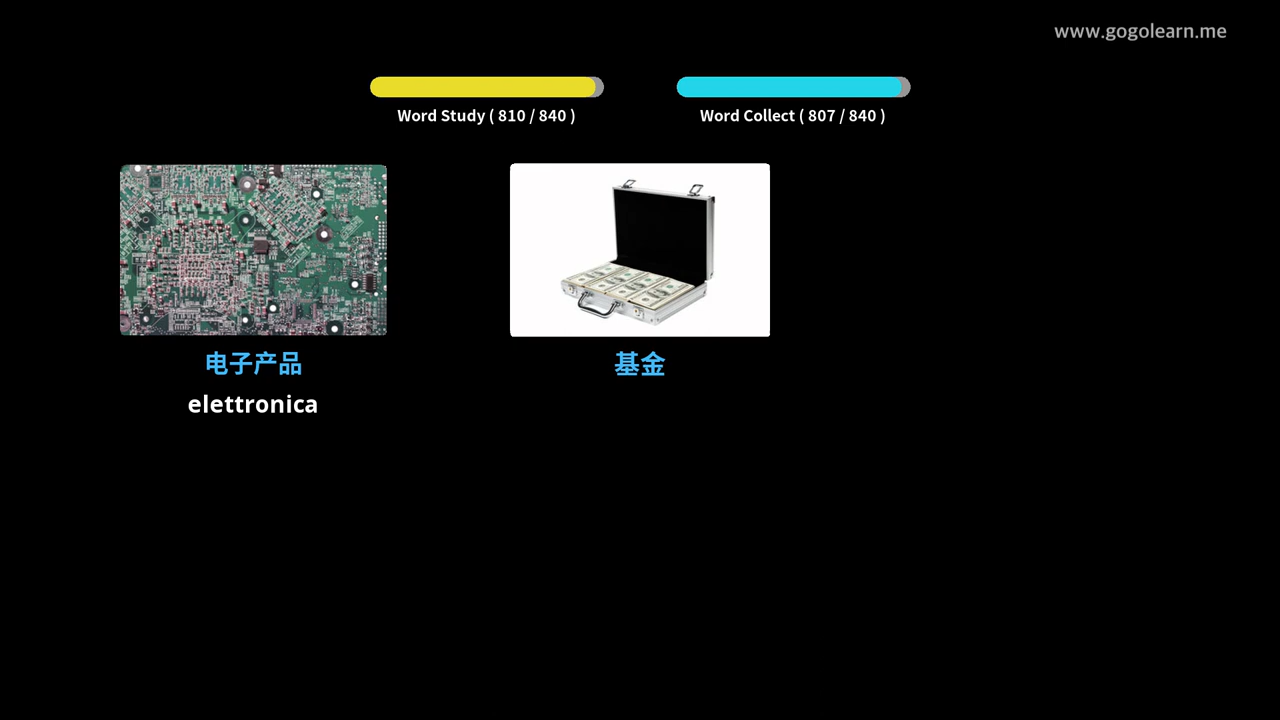 www.gogolearn.me
Word Study ( 810 / 840 )
Word Collect ( 807 / 840 )
电子产品
elettronica
基金